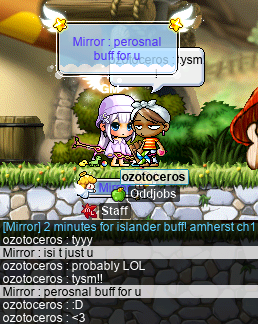 Mirror : perosnal
buff for u
ozotoceros : tysm
Mirror
ozotoceros
Oddjobs
Staff
[Mirror] 2 minutes for islander buff! amherst ch1
ozotoceros : tyyy
Mirror : isi t just u
ozotoceros : probably LOL
ozotoceros : tysm!!
Mirror : perosnal buff for u
ozotoceros : :D
ozotoceros : <3